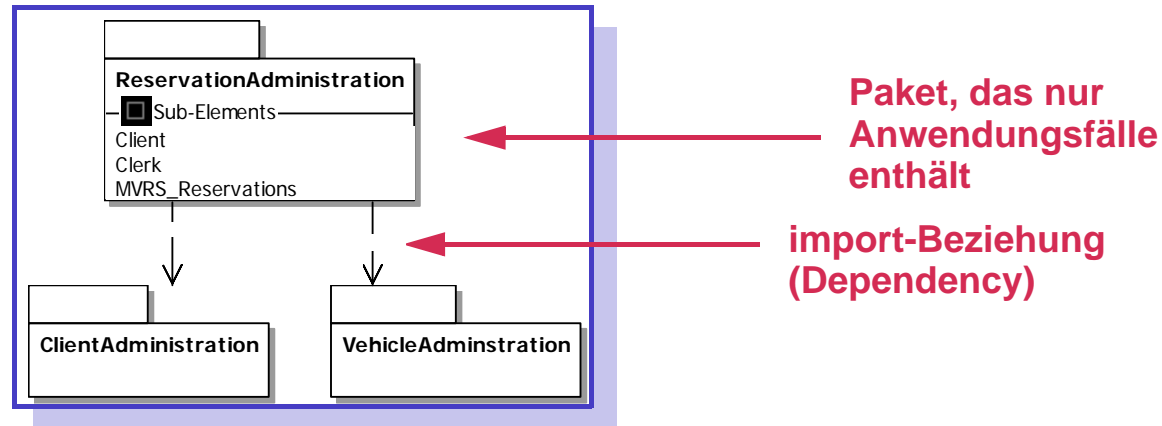 ReservationAdministration
Sub-Elements
Client
Clerk
MVRS_Reservations
Paket, das nur
Anwendungsfälle
enthält
import-Beziehung
(Dependency)
ClientAdministration
VehicleAdminstration